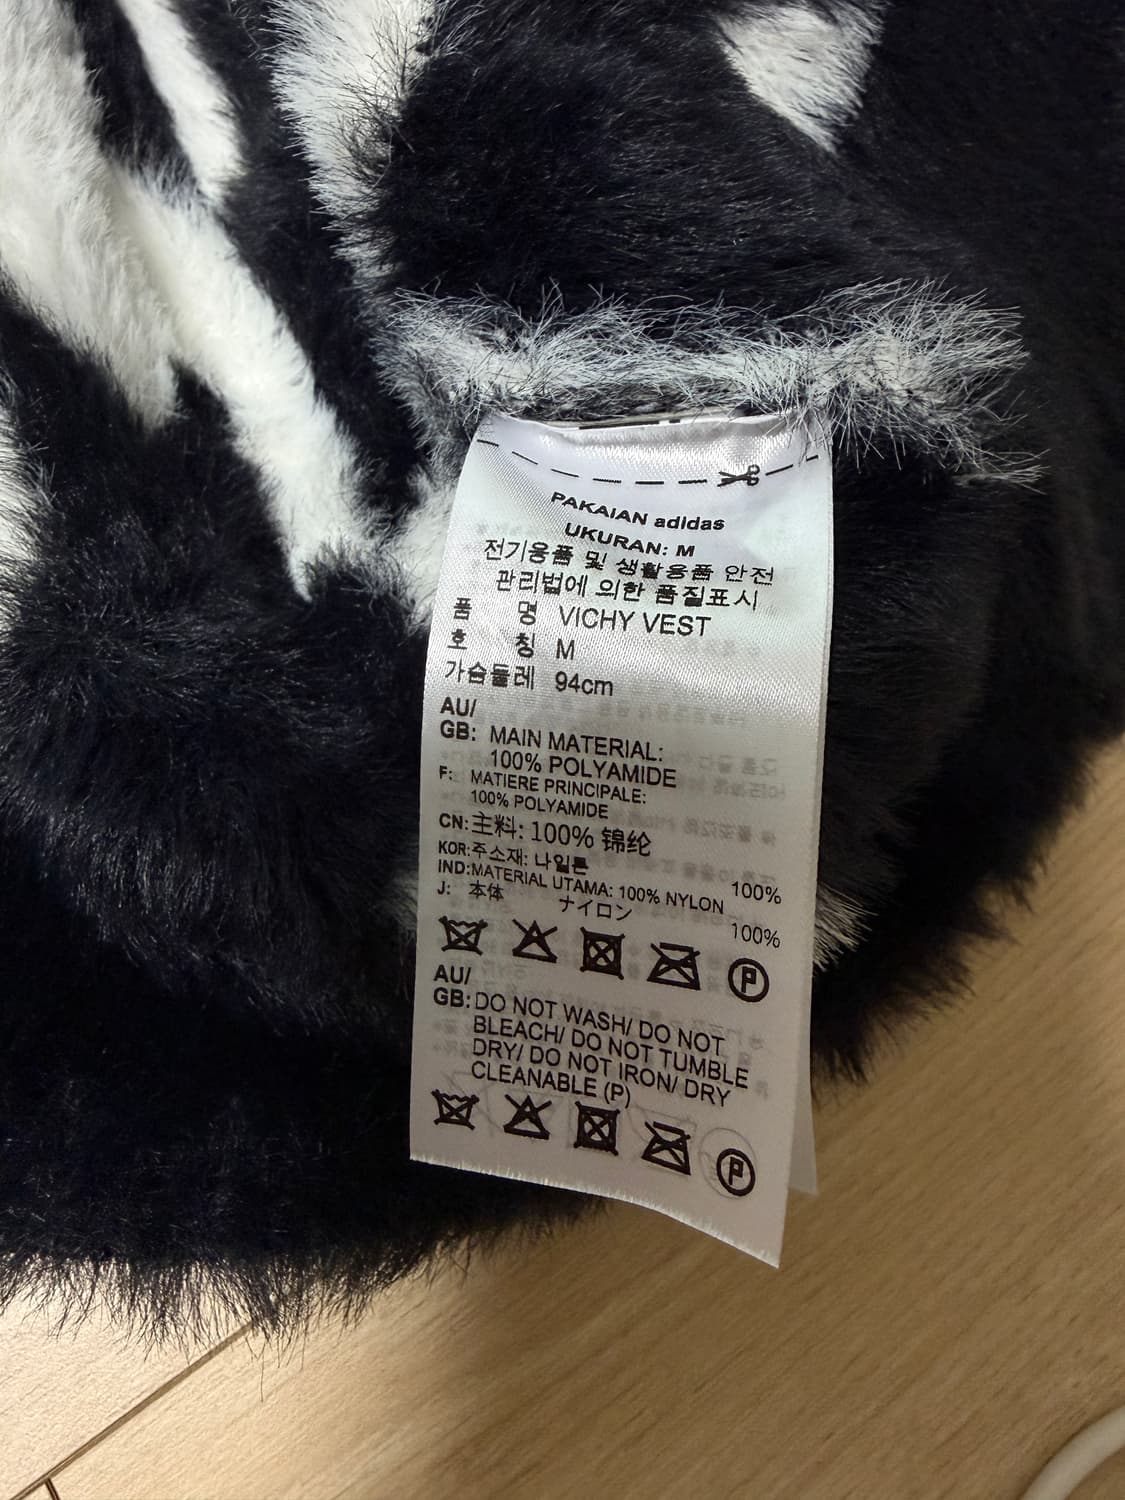 PAKAIAN adidas
UKURAN: M
전기용품 및 생활용품 안전
관리법에 의한 품질표시
품 명 VICHY VEST
호 칭 M
가슴둘레 94cm
AU/
GB: MAIN MATERIAL:
100% POLYAMIDE
F: MATIERE PRINCIPALE:
100% POLYAMIDE
CN: 主料: 100% 锦纶
KOR: 주소재: 나일론 100%
IND: MATERIAL UTAMA: 100% NYLON
J: 本体 ナイロン 100%
P
AU/
GB: DO NOT WASH/ DO NOT
BLEACH/ DO NOT TUMBLE
DRY/ DO NOT IRON/ DRY
CLEANABLE (P)
P